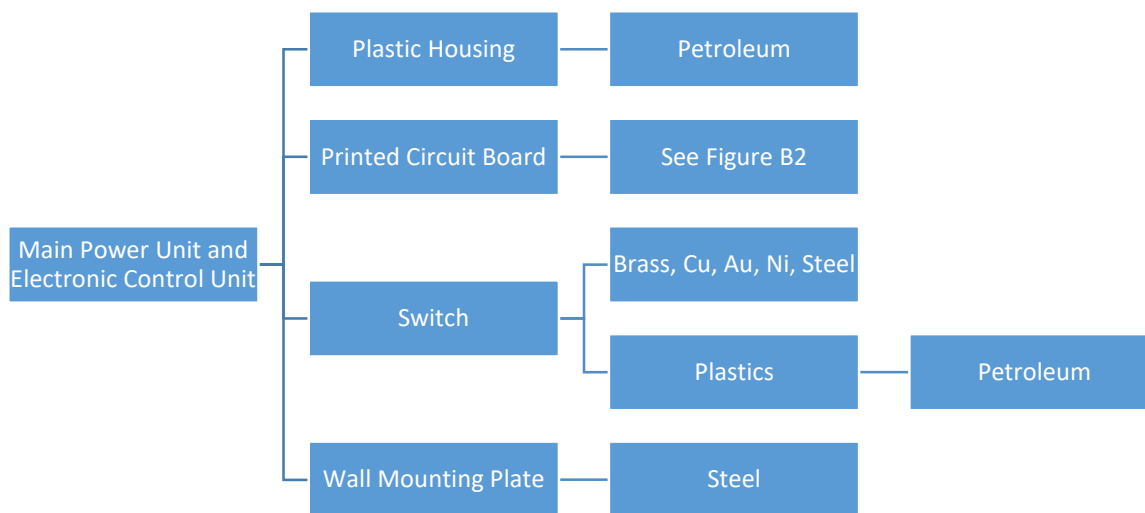 Plastic Housing
Petroleum
Printed Circuit Board
See Figure B2
Main Power Unit and
Electronic Control Unit
Brass, Cu, Au, Ni, Steel
Switch
Plastics
Petroleum
Wall Mounting Plate
Steel